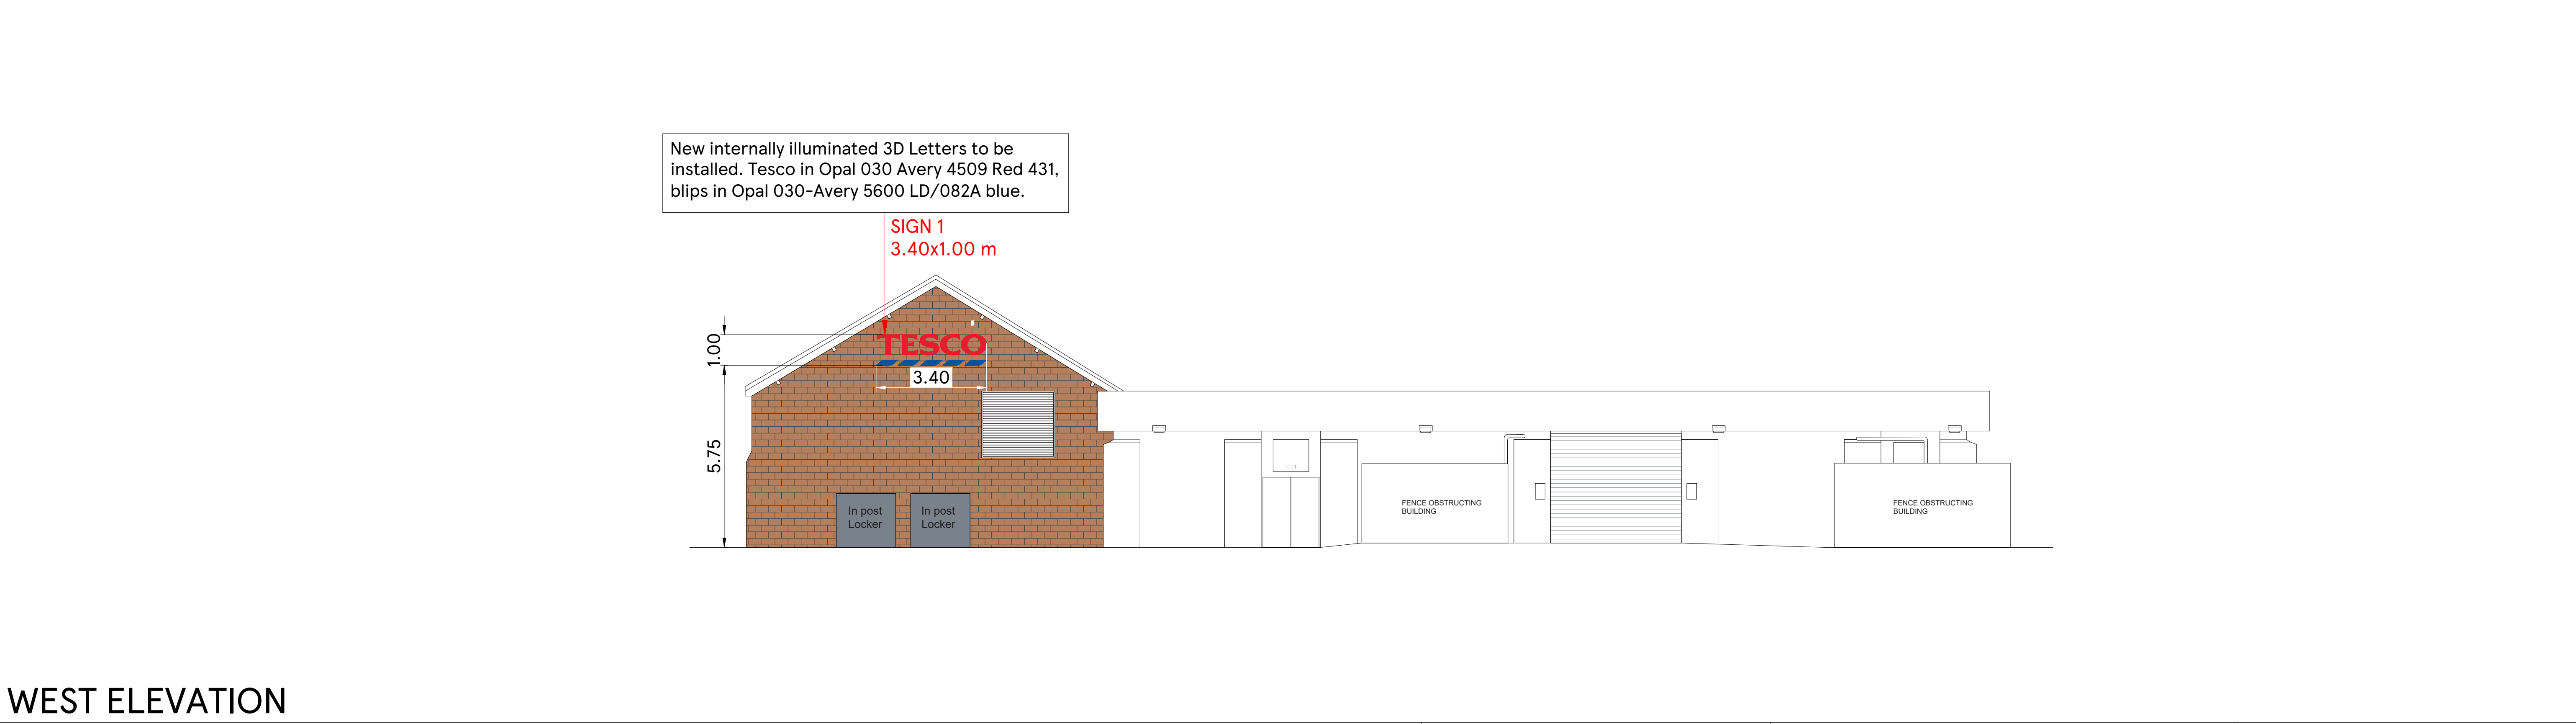 New internally illuminated 3D Letters to be
installed. Tesco in Opal 030 Avery 4509 Red 431,
blips in Opal 030-Avery 5600 LD/082A blue.
SIGN 1
3.40x1.00 m
1.00
TESCO
3.40
5.75
In post
Locker
In post
Locker
FENCE OBSTRUCTING
BUILDING
FENCE OBSTRUCTING
BUILDING
WEST ELEVATION